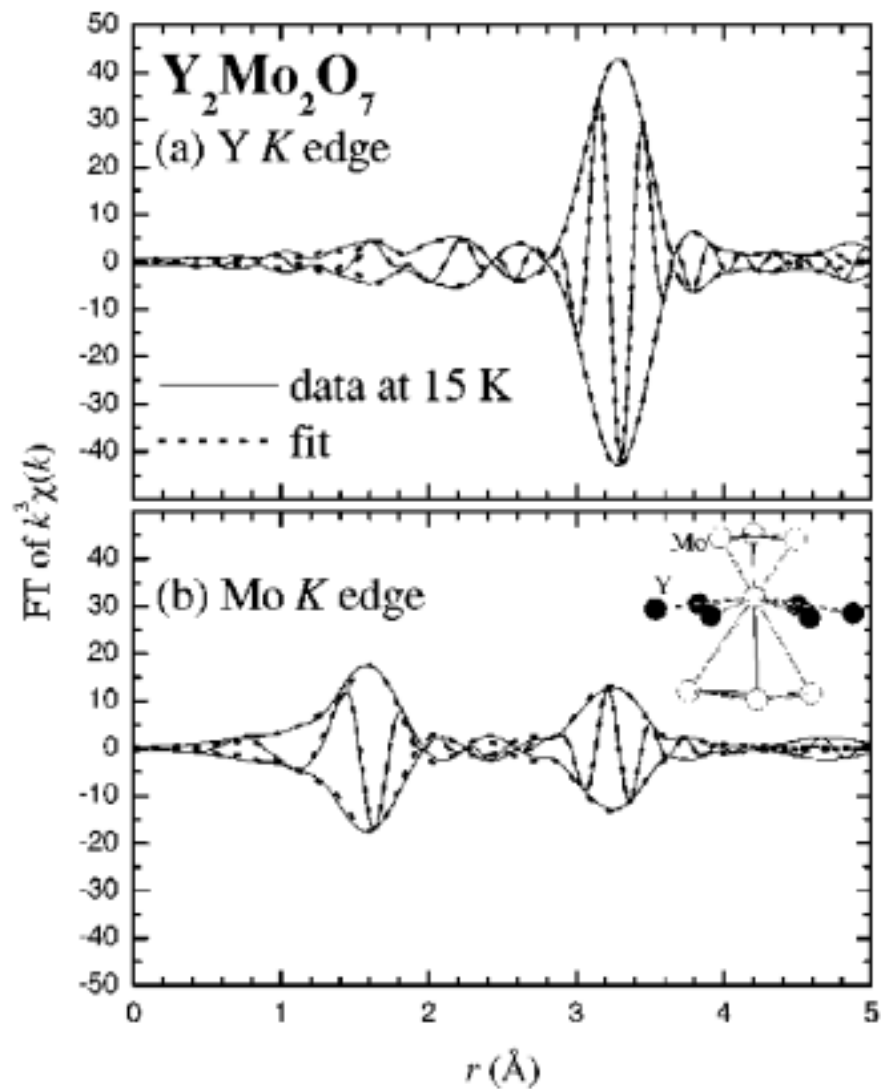 Y2Mo2O7
(a) Y K edge
50
40
30
20
10
0
-10
-20
-30
-40
data at 15 K
fit
FT of k³χ(k)
(b) Mo K edge
Mo
Y
40
30
20
10
0
-10
-20
-30
-40
-50
0 1 2 3 4 5
r (Å)